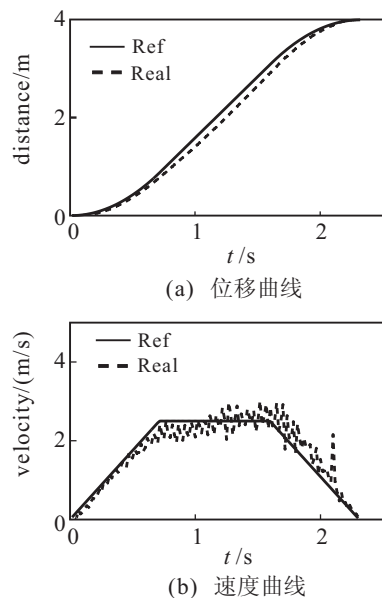 4
Ref
Real
2
distance/m
0
1
2
t/s
(a) 位移曲线
Ref
4
Real
2
velocity/(m/s)
0
0
1
2
t/s
(b) 速度曲线